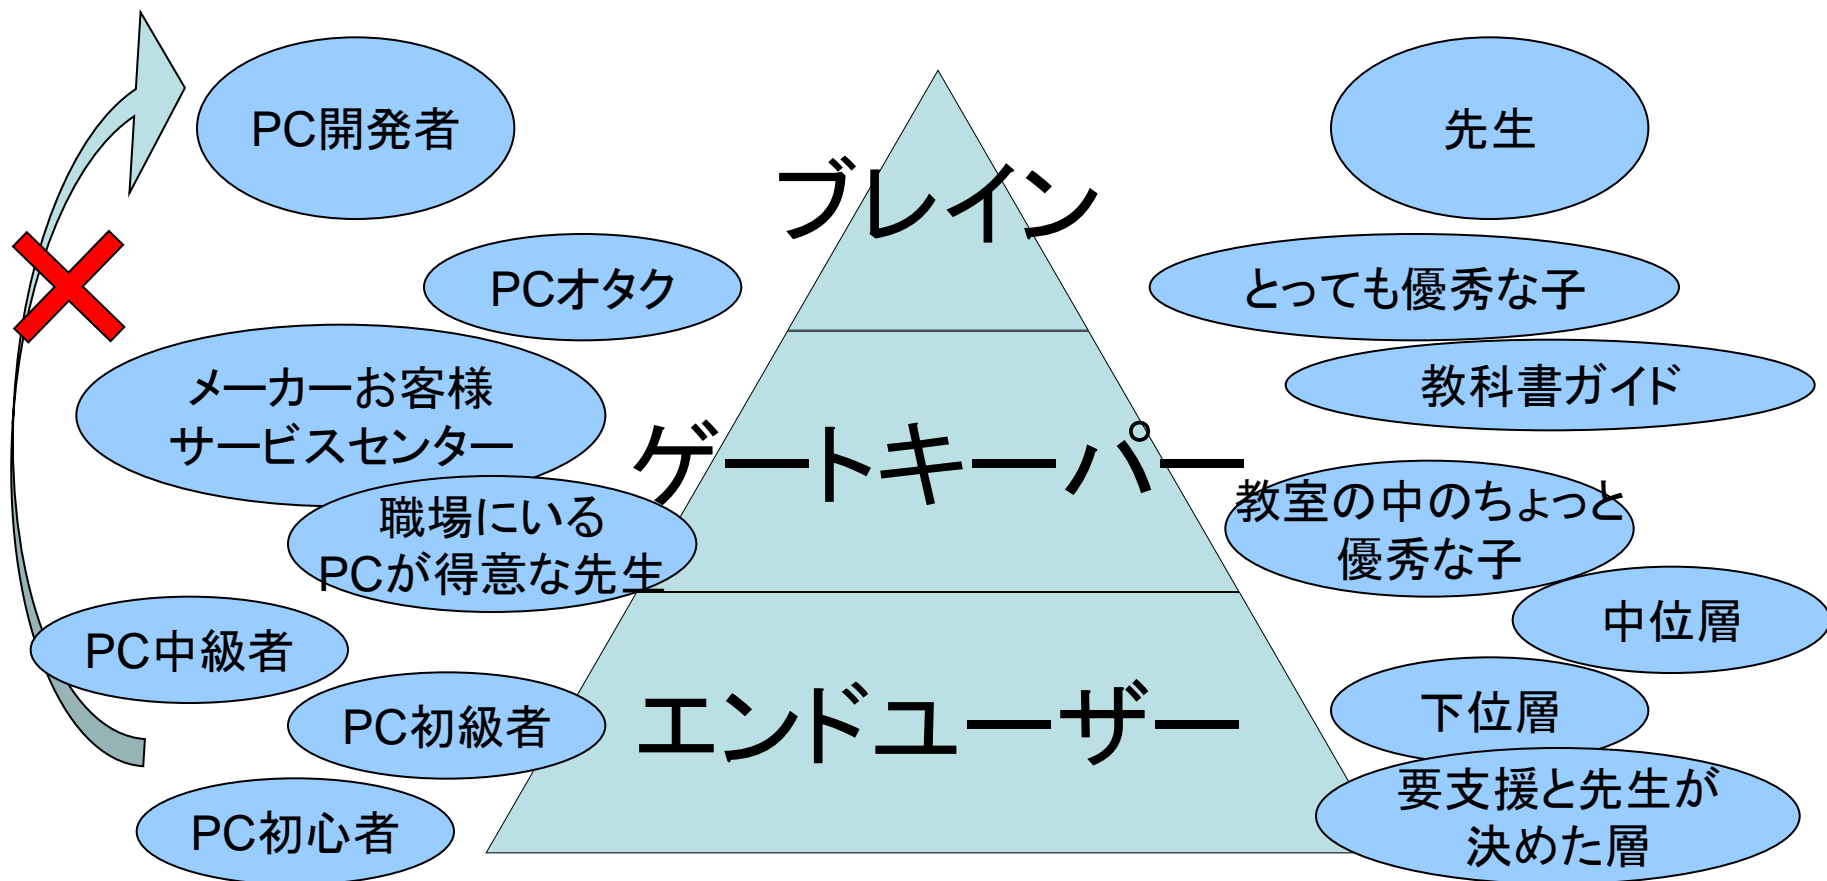 PC開発者
先生
ブレイン
PCオタク
とっても優秀な子
教科書ガイド
メーカーお客様
サービスセンター
ゲートキーパー
職場にいる
PCが得意な先生
教室の中のちょっと
優秀な子
PC中級者
中位層
PC初級者
エンドユーザー
下位層
PC初心者
要支援と先生が
決めた層